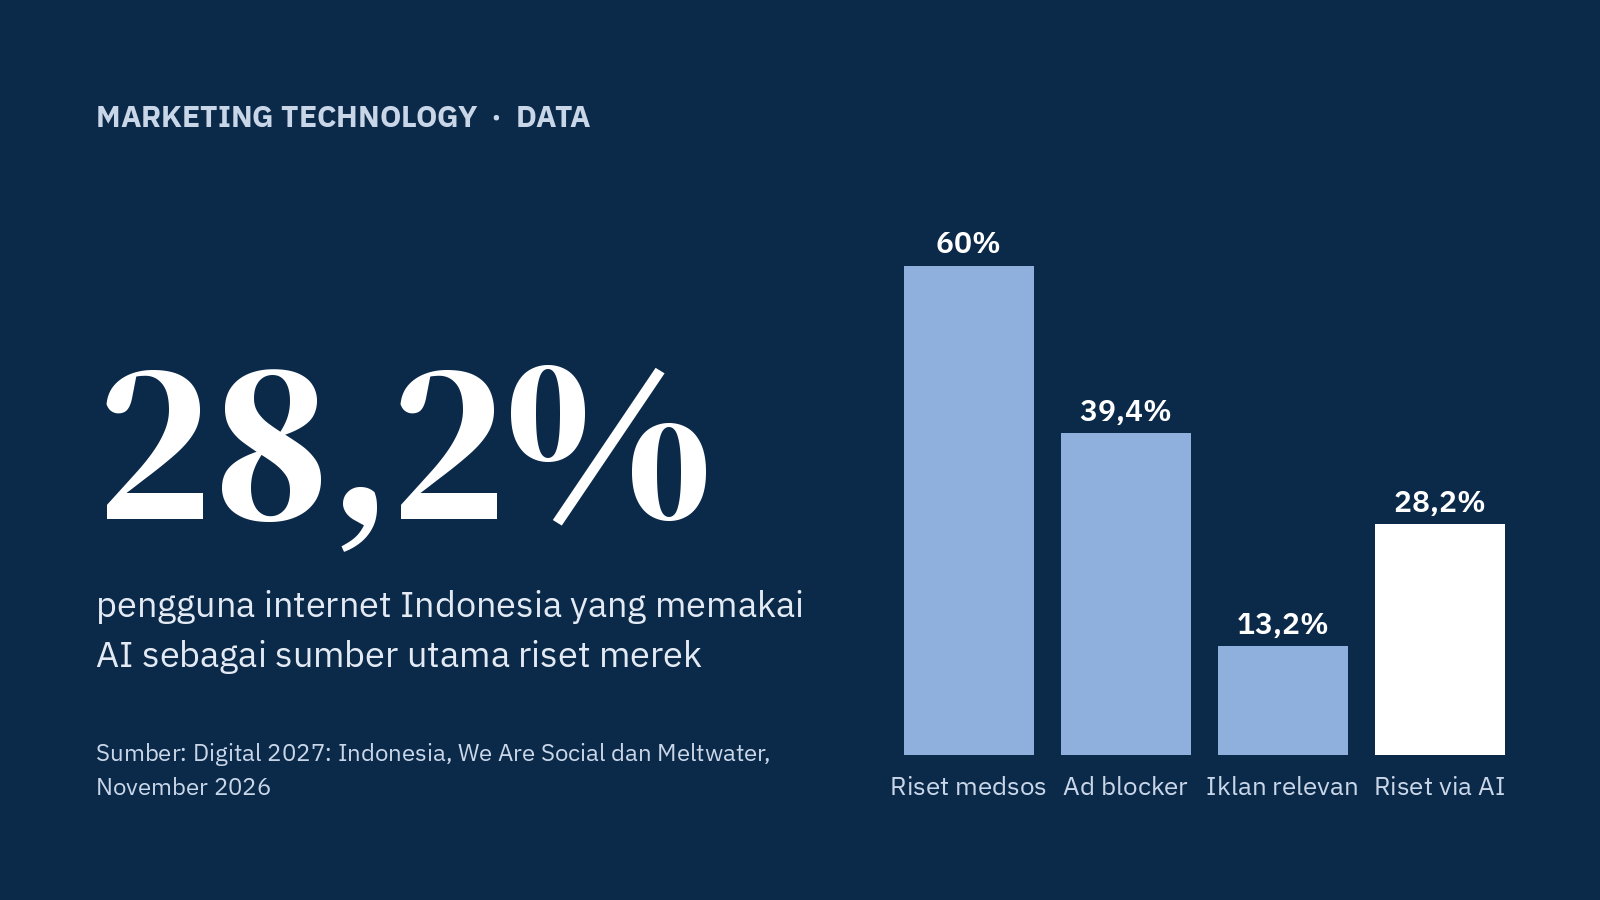 MARKETING TECHNOLOGY · DATA
28,2%
pengguna internet Indonesia yang memakai
AI sebagai sumber utama riset merek
Sumber: Digital 2027: Indonesia, We Are Social dan Meltwater,
November 2026
60%
39,4%
13,2%
28,2%
Riset medsos Ad blocker Iklan relevan Riset via AI